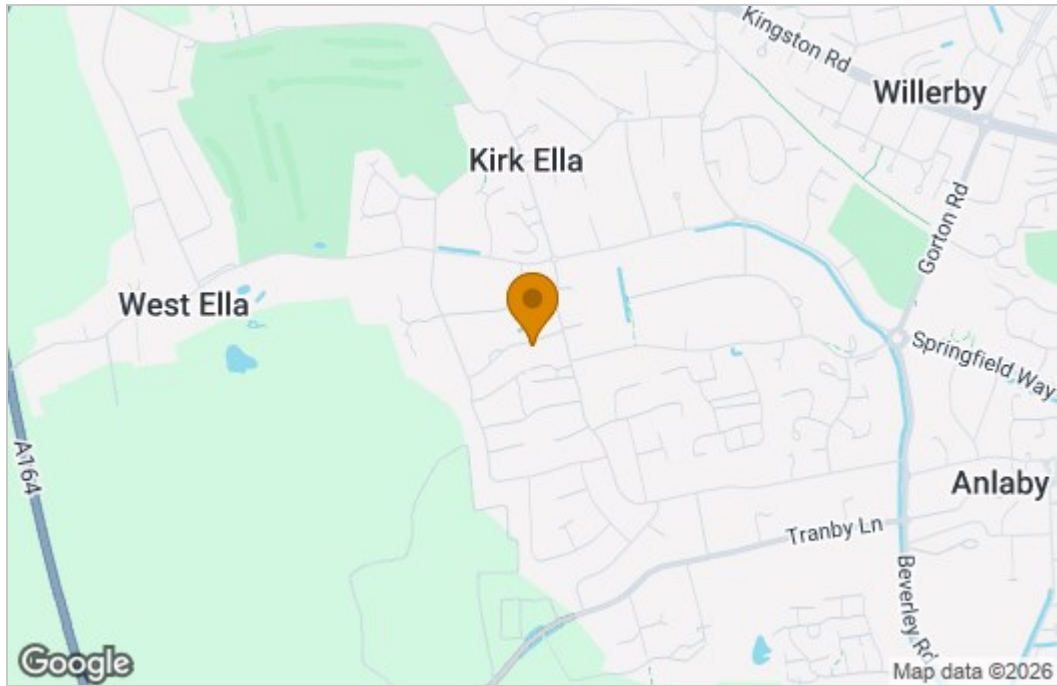 Kingston Rd
Willerby
Kirk Ella
Gorton Rd
West Ella
Springfield Way
A164
Anlaby
Tranby Ln
Beverley Rd
Google
Map data ©2026